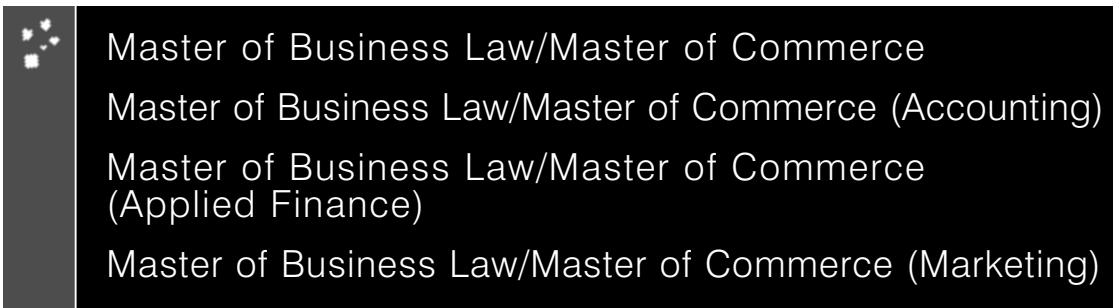 Master of Business Law/Master of Commerce
Master of Business Law/Master of Commerce (Accounting)
Master of Business Law/Master of Commerce
(Applied Finance)
Master of Business Law/Master of Commerce (Marketing)